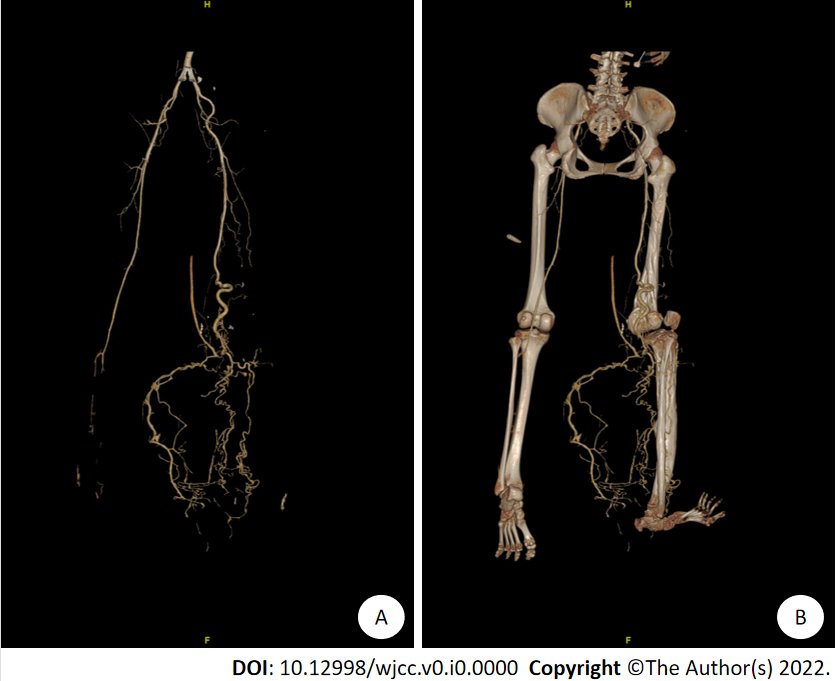 H
H
F
A
F
B
DOI: 10.12998/wjcc.v0.i0.0000 Copyright ©The Author(s) 2022.